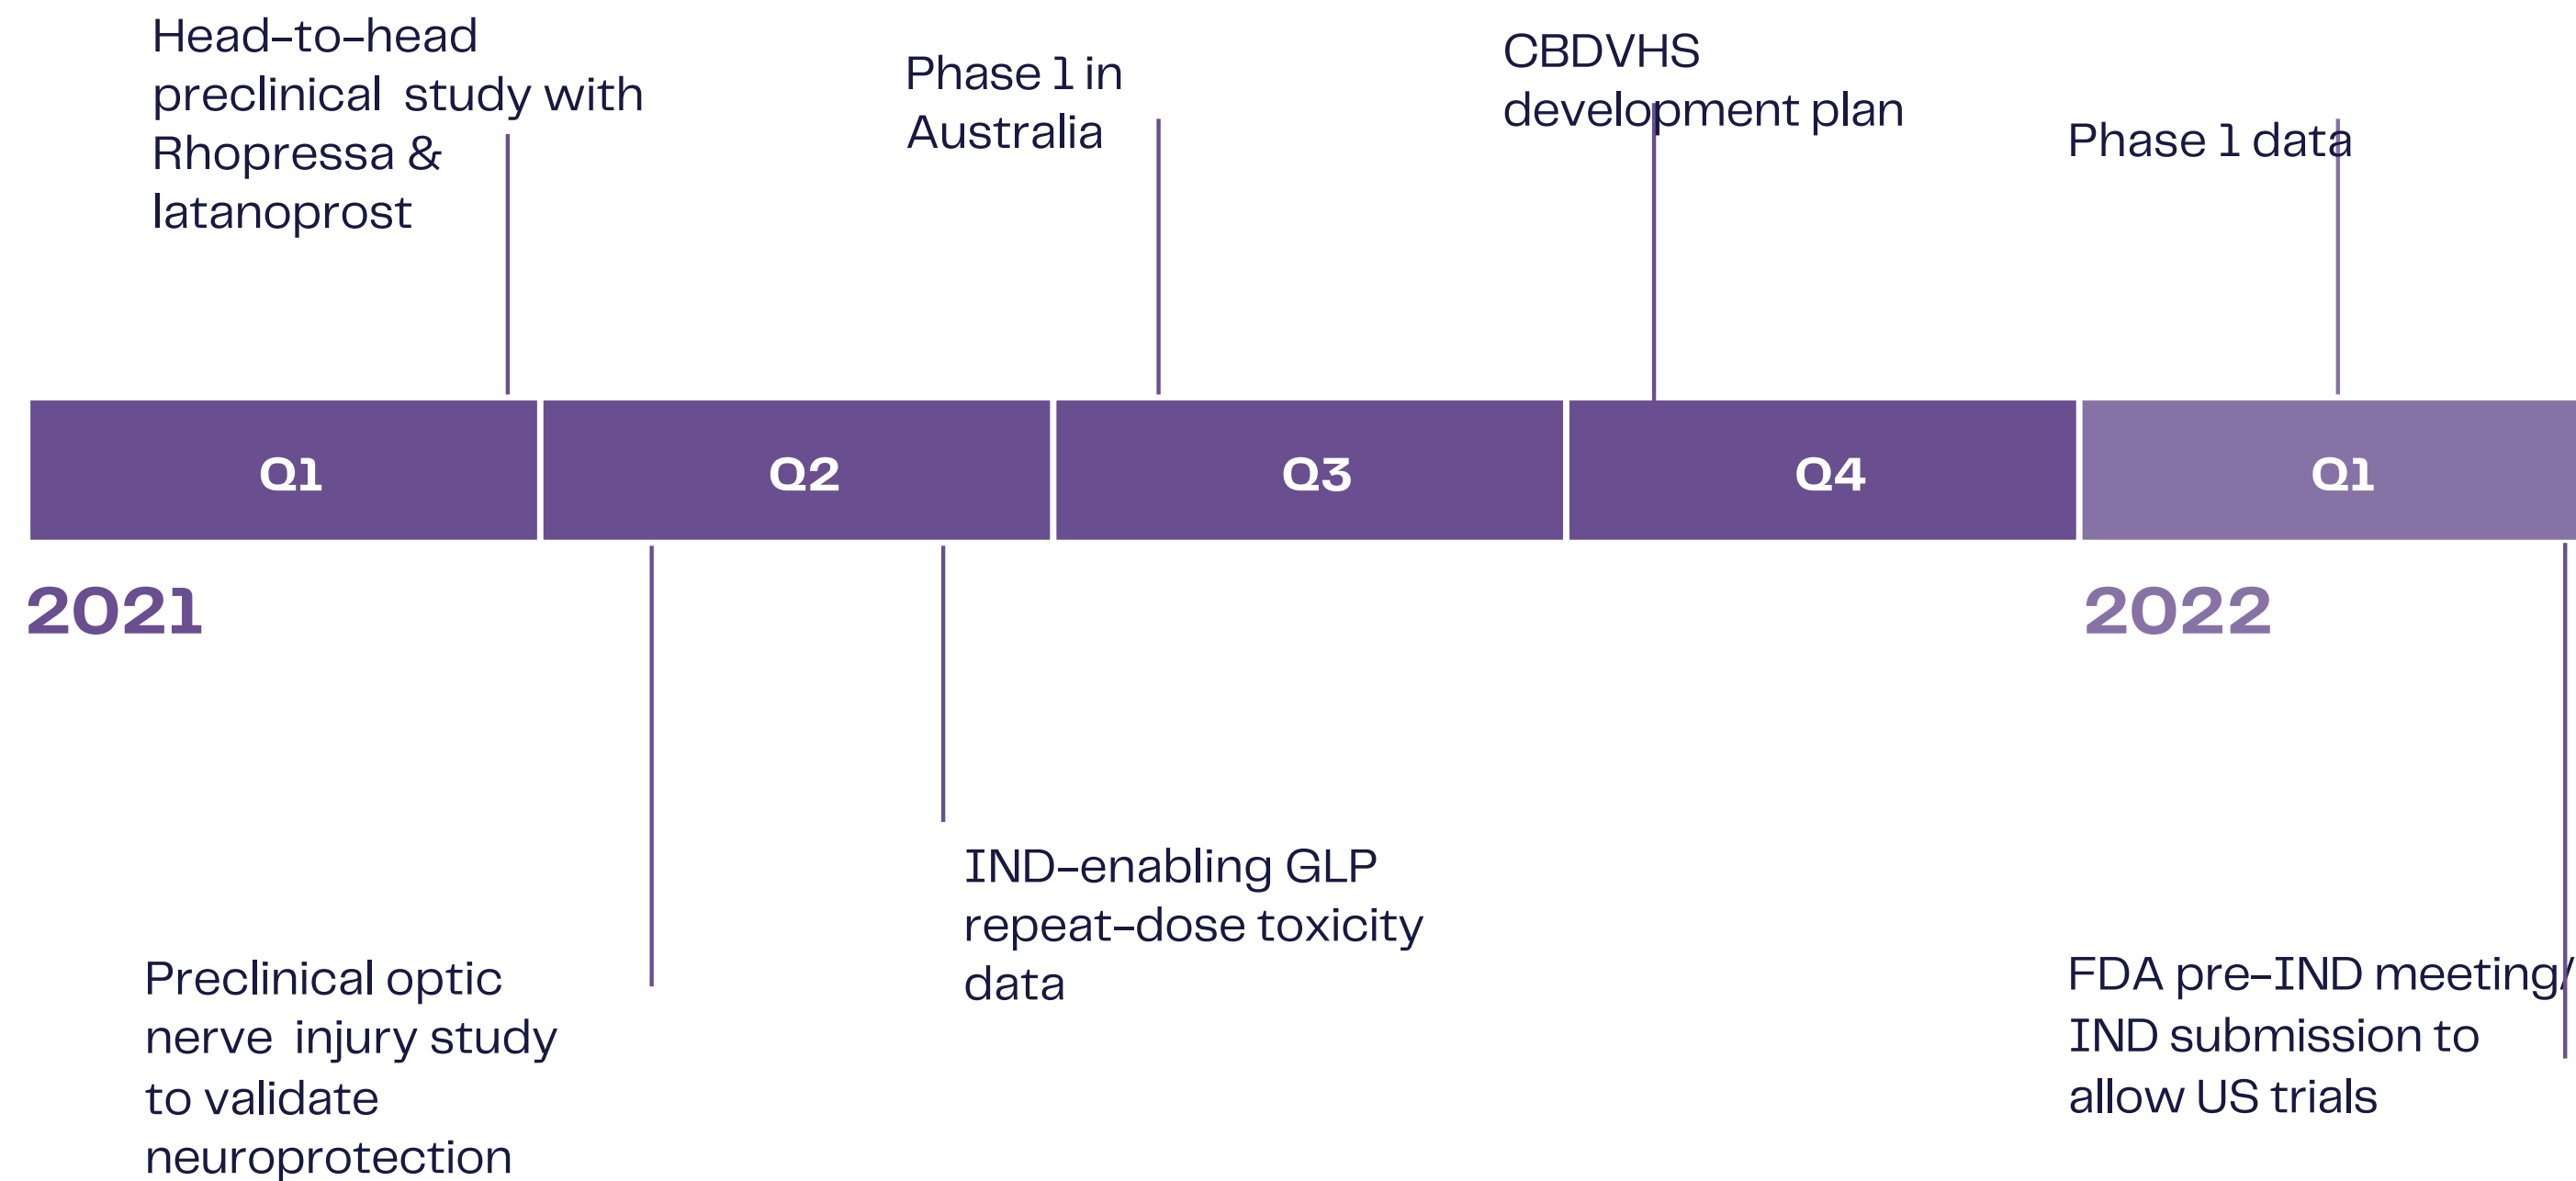 Head-to-head
preclinical study with
Rhopressa &
latanoprost
Phase 1 in
Australia
CBDVHS
development plan
Phase 1 data
Q1
Q2
Q3
Q4
Q1
2021
2022
Preclinical optic
nerve injury study
to validate
neuroprotection
IND-enabling GLP
repeat-dose toxicity
data
FDA pre-IND meeting/
IND submission to
allow US trials